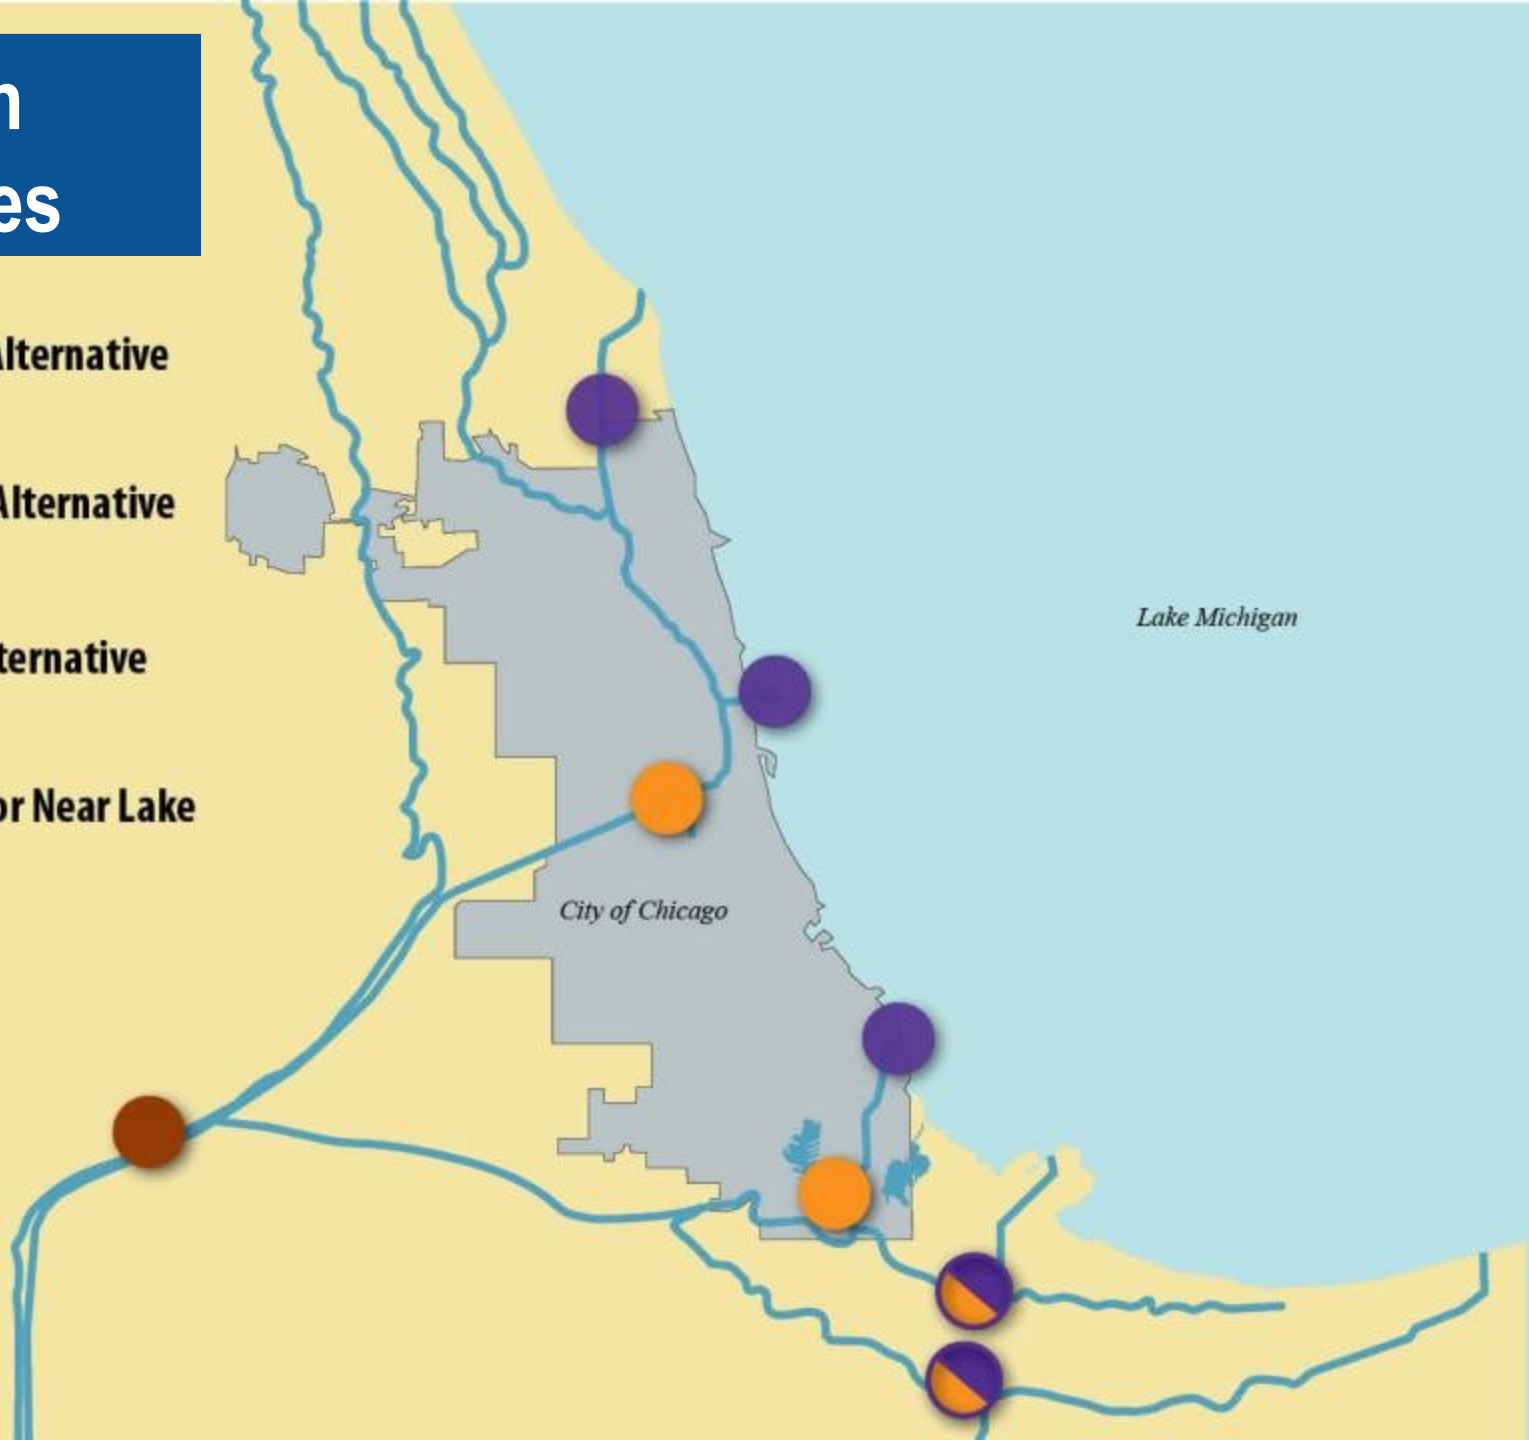 n
es
lternative
Alternative
ternative
or Near Lake
Lake Michigan
City of Chicago